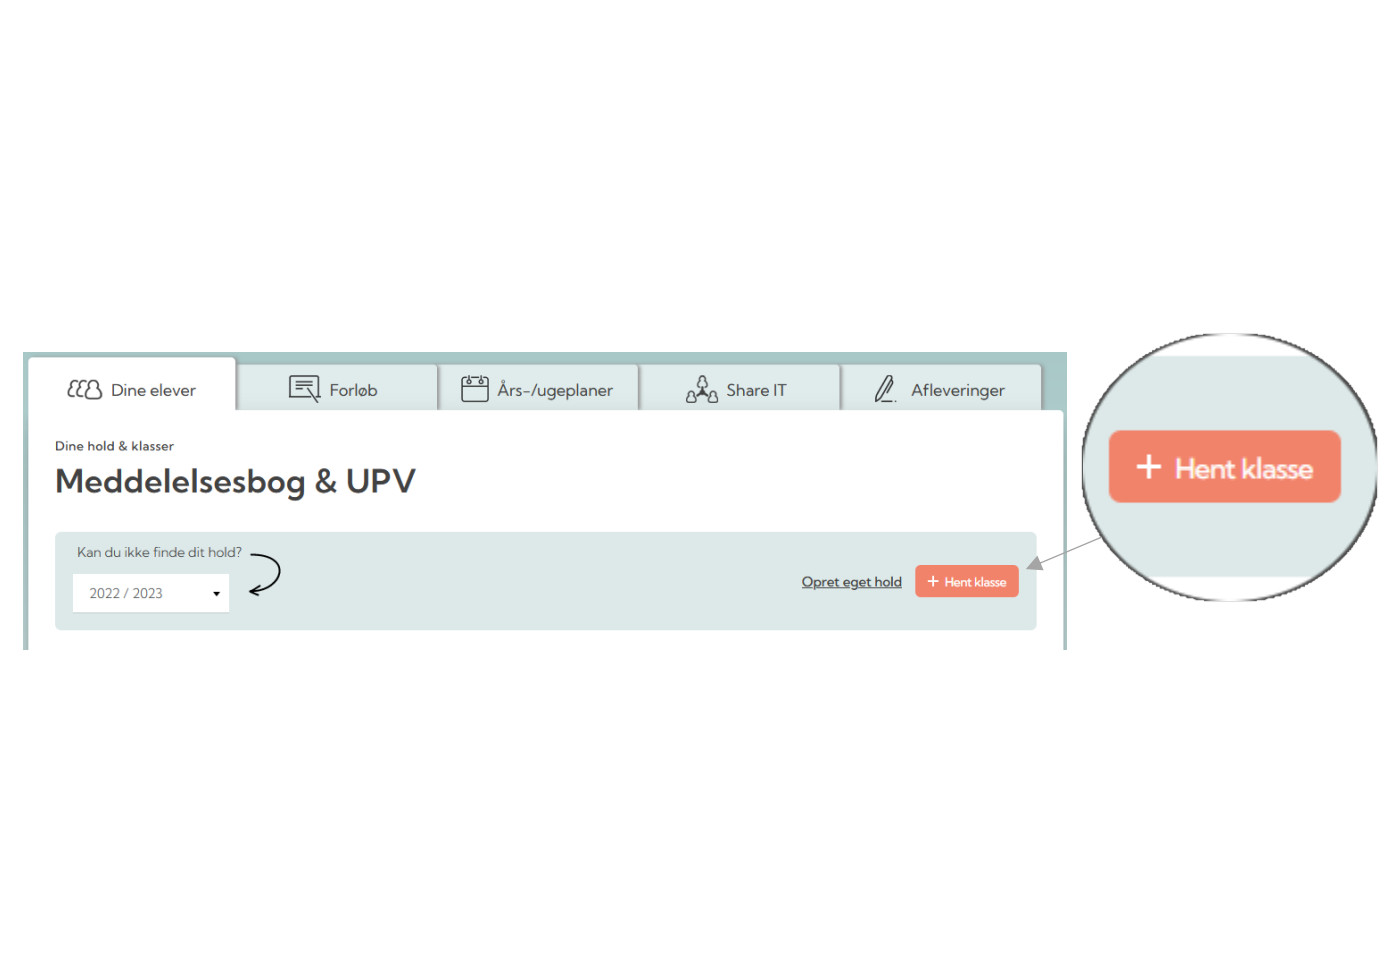 Dine elever
Forløb
Års-/ugeplaner
Share IT
Afleveringer
Dine hold & klasser
Meddelelsesbog & UPV
Kan du ikke finde dit hold?
2022 / 2023
Opret eget hold
+ Hent klasse
+ Hent klasse